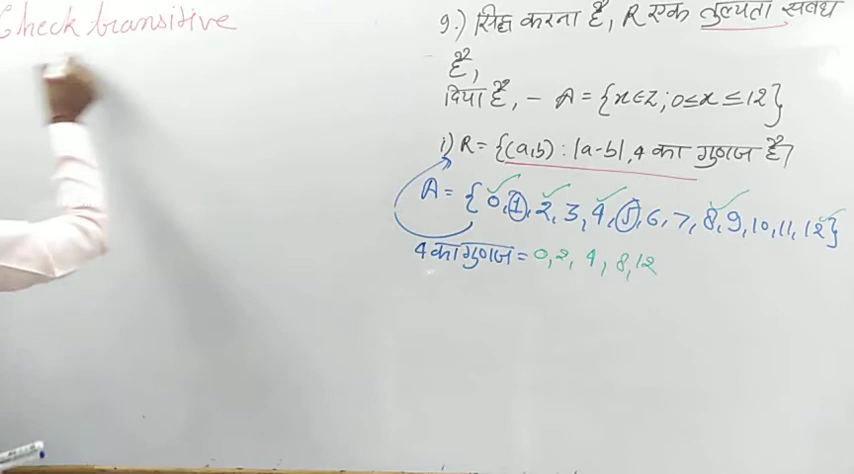 Check transitive
9.) सिद्ध करना है, R एक तुल्यता संबंध
है,
दिया है, - A = {x∈Z; 0≤x≤12}
i) R = {(a,b) : |a-b|, 4 का गुणज है}
A = { 0, 1, 2, 3, 4, 5, 6, 7, 8, 9, 10, 11, 12}
4 का गुणज = 0, 2, 4, 8, 12